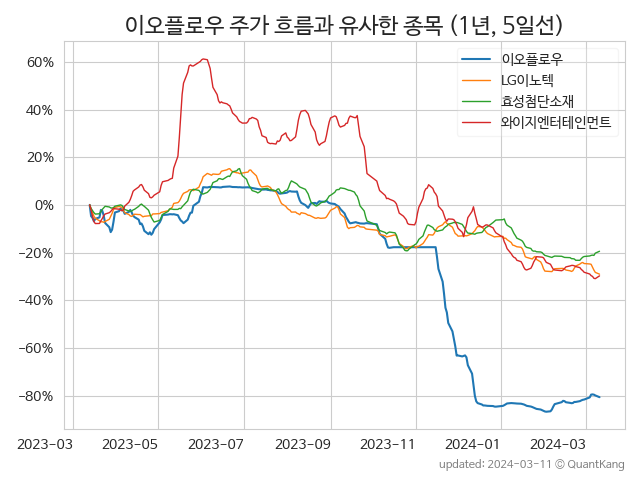 이오플로우 주가 흐름과 유사한 종목 (1년, 5일선)
이오플로우
LG이노텍
효성첨단소재
와이지엔터테인먼트
60%
40%
20%
0%
−20%
−40%
−60%
−80%
2023-03 2023-05 2023-07 2023-09 2023-11 2024-01 2024-03
updated: 2024-03-11 © QuantKang